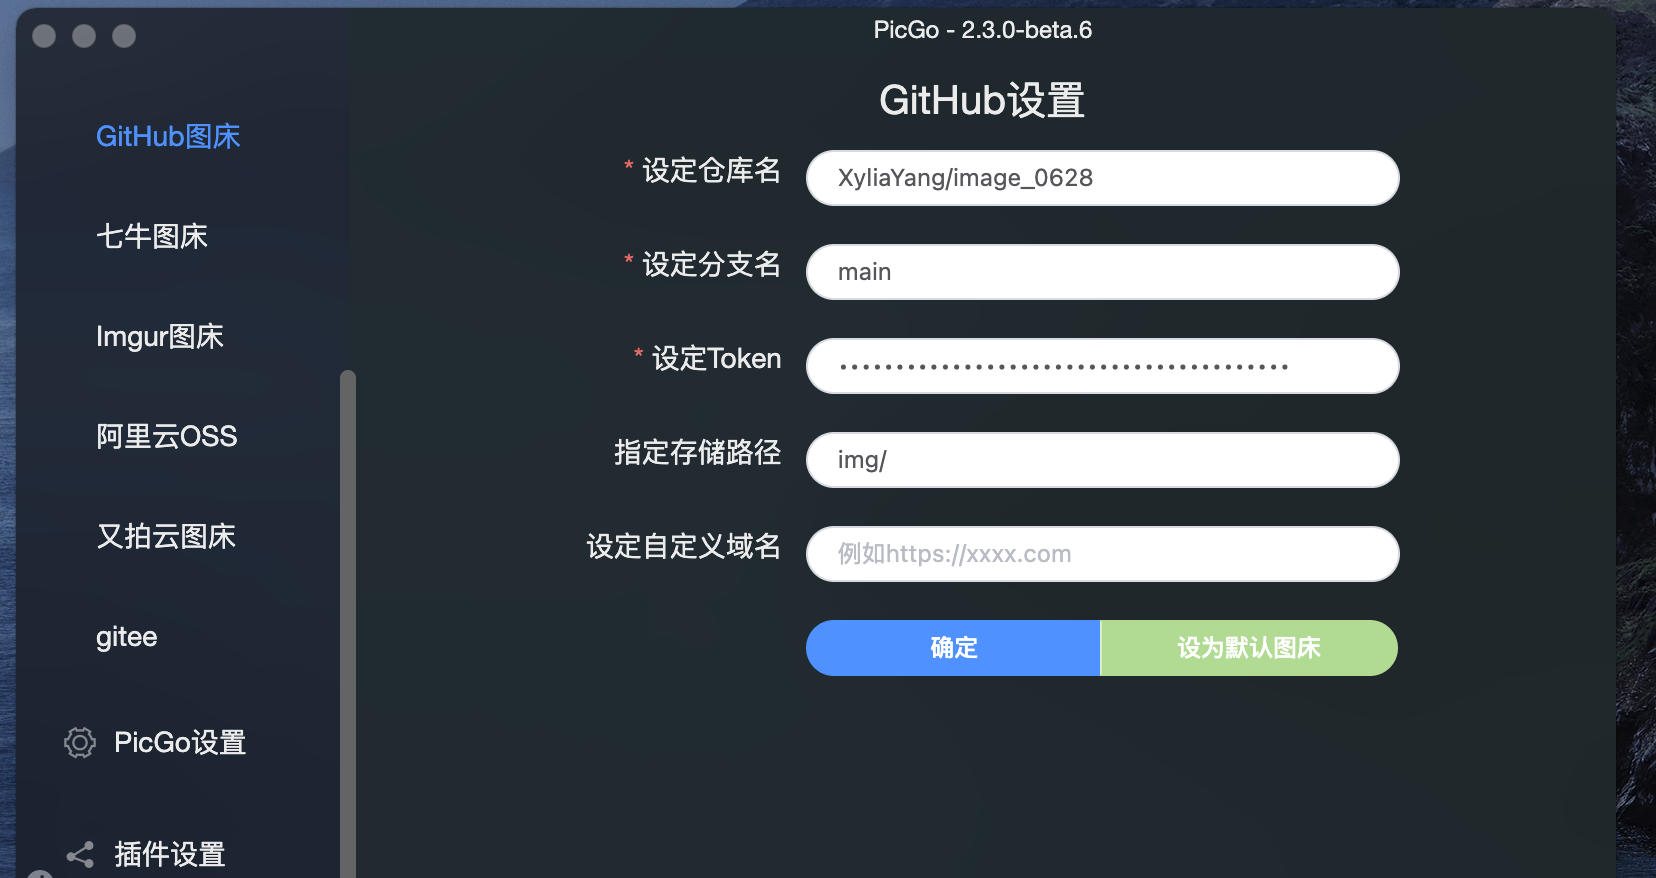 PicGo - 2.3.0-beta.6
GitHub图床
七牛图床
Imgur图床
阿里云OSS
又拍云图床
gitee
PicGo设置
插件设置
GitHub设置
* 设定仓库名
XyliaYang/image_0628
* 设定分支名
main
* 设定Token
••••••••••••••••••••••••••••••••••••••••
指定存储路径
img/
设定自定义域名
例如https://xxxx.com
确定
设为默认图床